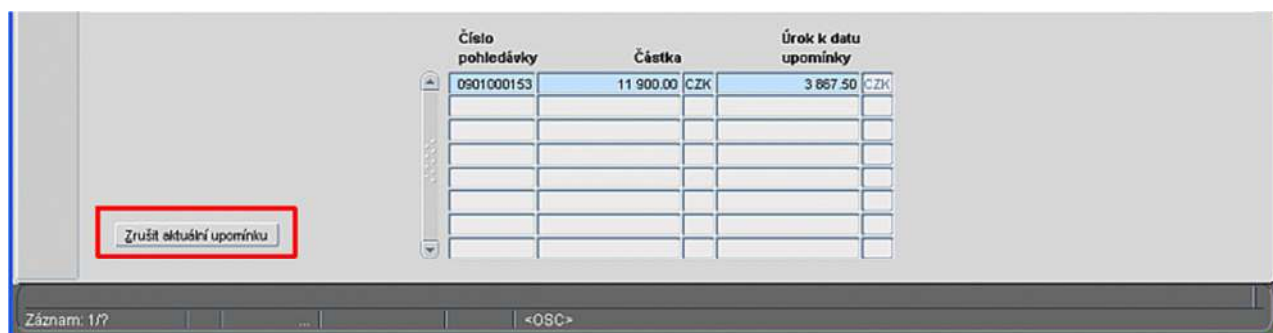 Číslo pohledávky Částka Úrok k datu upomínky
0901000153 11 900.00 CZK 3 867.50 CZK
Zrušit aktuální upomínku
Záznam: 1/? ... <OSC>